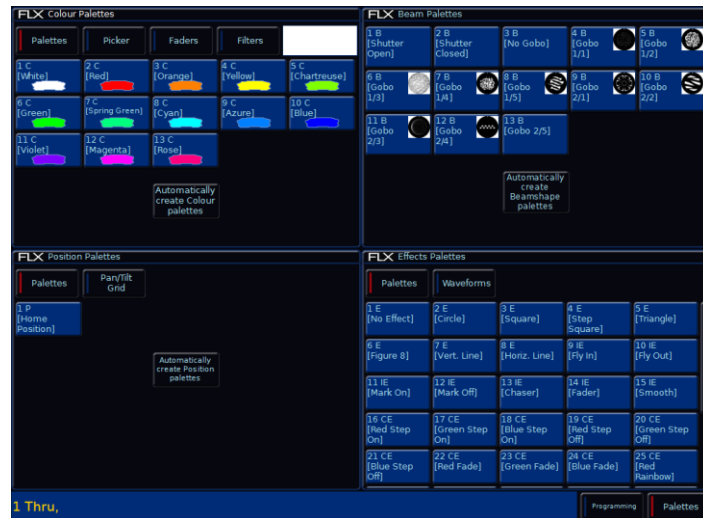 FLX Colour Palettes
Palettes
Picker
Faders
Filters
1 C
[White]
2 C
[Red]
3 C
[Orange]
4 C
[Yellow]
5 C
[Chartreuse]
6 C
[Green]
7 C
[Spring Green]
8 C
[Cyan]
9 C
[Azure]
10 C
[Blue]
11 C
[Violet]
12 C
[Magenta]
13 C
[Rose]
Automatically
create Colour
palettes
FLX Beam Palettes
1 B
[Shutter
Open]
2 B
[Shutter
Closed]
3 B
[No Gobo]
4 B
[Gobo
1/1]
5 B
[Gobo
1/2]
6 B
[Gobo
1/3]
7 B
[Gobo
1/4]
8 B
[Gobo
1/5]
9 B
[Gobo
2/1]
10 B
[Gobo
2/2]
11 B
[Gobo
2/3]
12 B
[Gobo
2/4]
13 B
[Gobo 2/5]
Automatically
create
Beamshape
palettes
FLX Position Palettes
Palettes
Pan/Tilt
Grid
1 P
[Home
Position]
Automatically
create Position
palettes
FLX Effects Palettes
Palettes
Waveforms
1 E
[No Effect]
2 E
[Circle]
3 E
[Square]
4 E
[Step
Square]
5 E
[Triangle]
6 E
[Figure 8]
7 E
[Vert. Line]
8 E
[Horiz. Line]
9 IE
[Fly In]
10 IE
[Fly Out]
11 IE
[Mark On]
12 IE
[Mark Off]
13 IE
[Chaser]
14 IE
[Fader]
15 IE
[Smooth]
16 CE
[Red Step
On]
17 CE
[Green Step
On]
18 CE
[Blue Step
On]
19 CE
[Red Step
Off]
20 CE
[Green Step
Off]
21 CE
[Blue Step
Off]
22 CE
[Red Fade]
23 CE
[Green Fade]
24 CE
[Blue Fade]
25 CE
[Red
Rainbow]
1 Thru,
Programming
Palettes